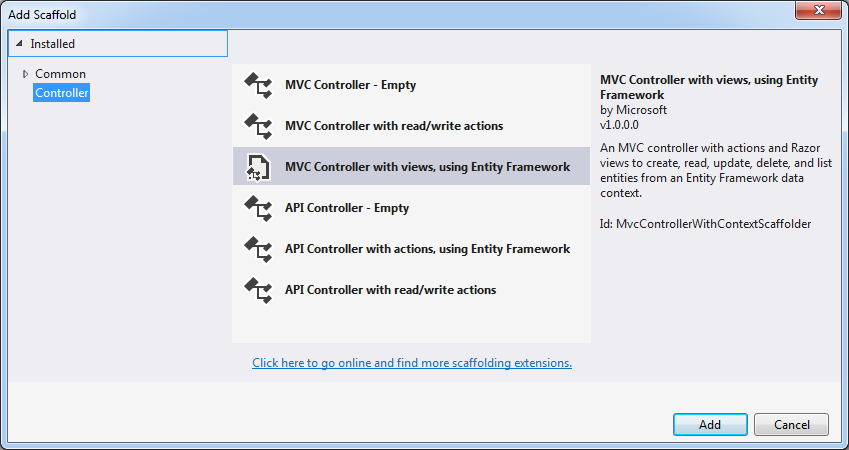 Add Scaffold
Installed
Common
Controller
MVC Controller - Empty
MVC Controller with read/write actions
MVC Controller with views, using Entity Framework
API Controller - Empty
API Controller with actions, using Entity Framework
API Controller with read/write actions
Click here to go online and find more scaffolding extensions.
MVC Controller with views, using Entity
Framework
by Microsoft
v1.0.0.0
An MVC controller with actions and Razor
views to create, read, update, delete, and list
entities from an Entity Framework data
context.
Id: MvcControllerWithContextScaffolder
Add
Cancel